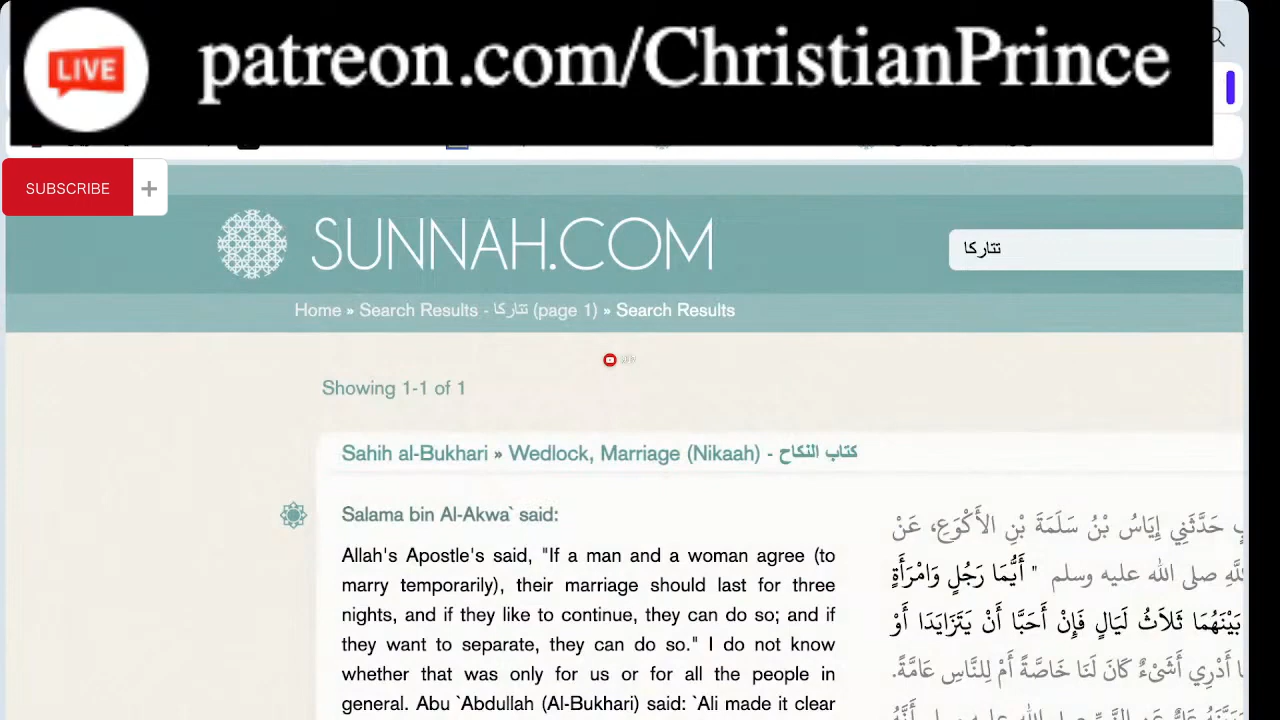 LIVE
patreon.com/ChristianPrince
SUBSCRIBE +
SUNNAH.COM
تتاركا
Home » Search Results - تتاركا (page 1) » Search Results
Showing 1-1 of 1
Sahih al-Bukhari » Wedlock, Marriage (Nikaah) - كتاب النكاح
Salama bin Al-Akwa` said:
Allah's Apostle's said, "If a man and a woman agree (to
marry temporarily), their marriage should last for three
nights, and if they like to continue, they can do so; and if
they want to separate, they can do so." I do not know
whether that was only for us or for all the people in
general. Abu `Abdullah (Al-Bukhari) said: `Ali made it clear
حَدَّثَنِي إِيَاسُ بْنُ سَلَمَةَ بْنِ الأَكْوَعِ، عَنْ
صلى الله عليه وسلم " أَيُّمَا رَجُلٍ وَامْرَأَةٍ
بَيْنَهُمَا ثَلاَثُ لَيَالٍ فَإِنْ أَحَبَّا أَنْ يَتَزَايَدَا أَوْ
أَدْرِي أَشَىْءٌ كَانَ لَنَا خَاصَّةً أَمْ لِلنَّاسِ عَامَّةً.